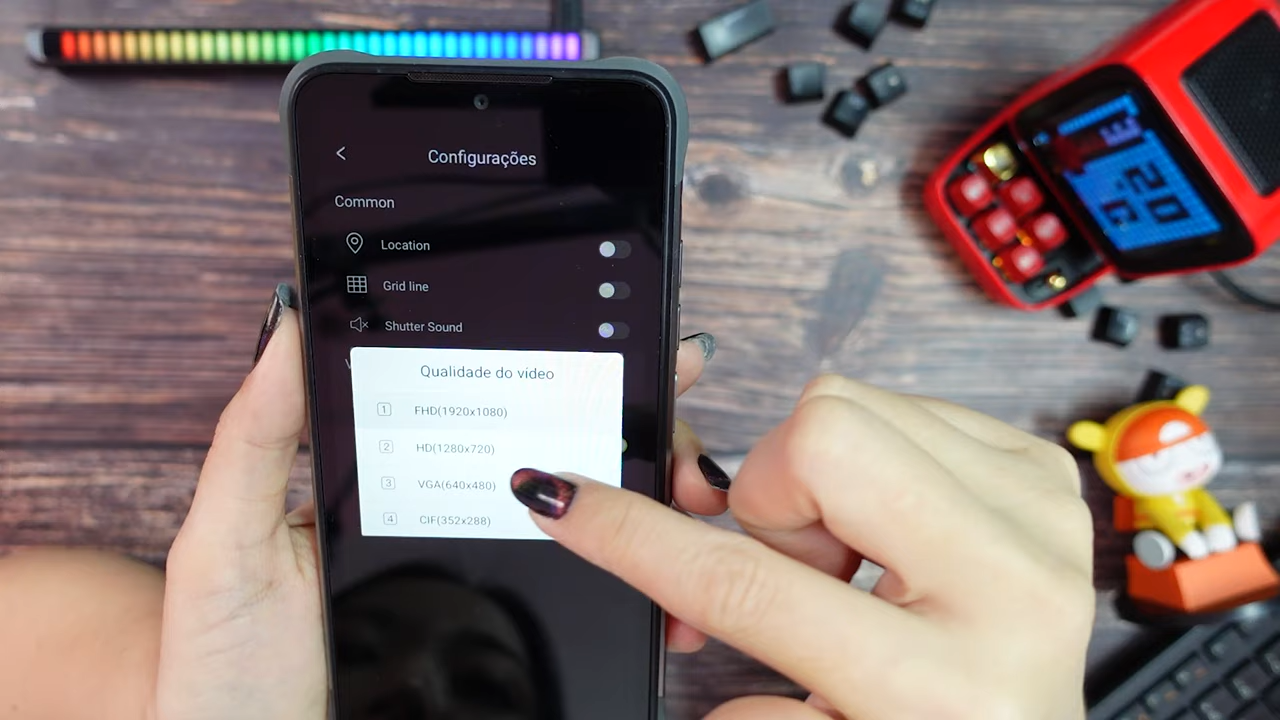 Configurações
Common
Location
Grid line
Shutter Sound
Qualidade do vídeo
1 FHD(1920x1080)
2 HD(1280x720)
3 VGA(640x480)
4 CIF(352x288)